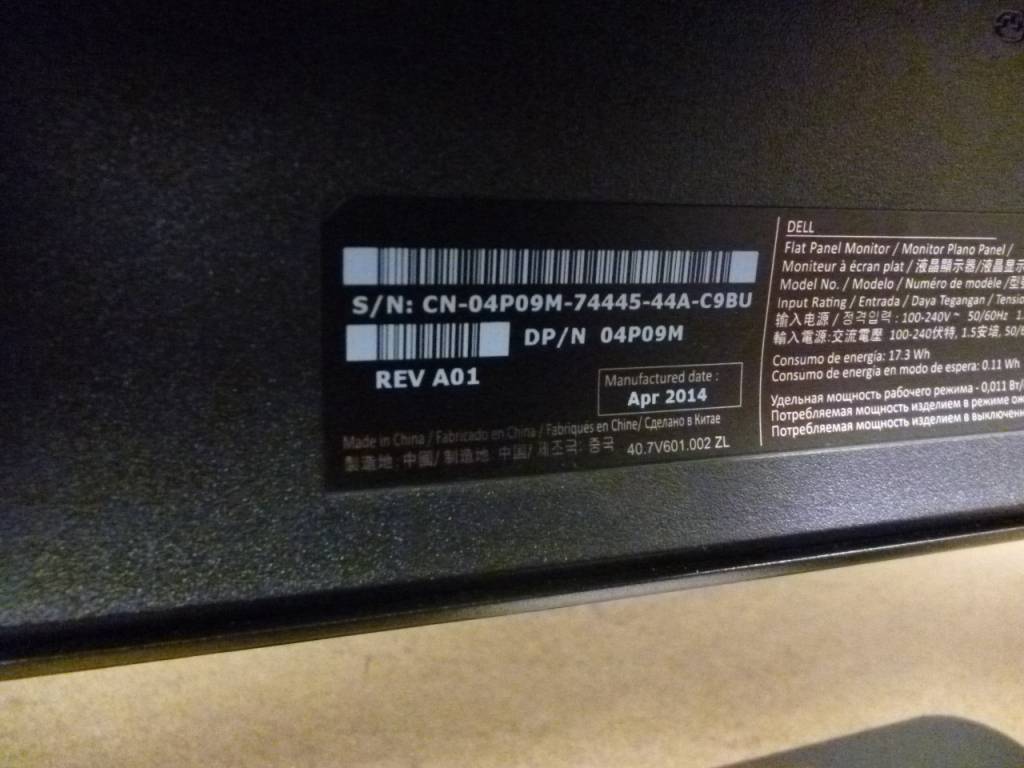 S/N: CN-04P09M-74445-44A-C9BU
DP/N 04P09M
REV A01
Manufactured date :
Apr 2014
Made in China / Fabricado en China / Fabriqués en Chine/ Сделано в Китае
製造地: 中國/ 制造地: 中国/ 제조국: 중국 40.7V601.002 ZL
DELL
Flat Panel Monitor / Monitor Plano Panel /
Moniteur à écran plat / 液晶顯示器/液晶显示
Model No. / Modelo / Numéro de modèle /型號
Input Rating / Entrada / Daya Tegangan / Tensio
输入电源 / 정격입력 : 100-240V~ 50/60Hz 1.
輸入電源:交流電壓 100-240伏特, 1.5安培, 50/6
Consumo de energía: 17.3 Wh
Consumo de energía en modo de espera: 0.11 Wh
Удельная мощность рабочего режима - 0,011 Вт/
Потребляемая мощность изделием в режиме ож
Потребляемая мощность изделием в выключенн